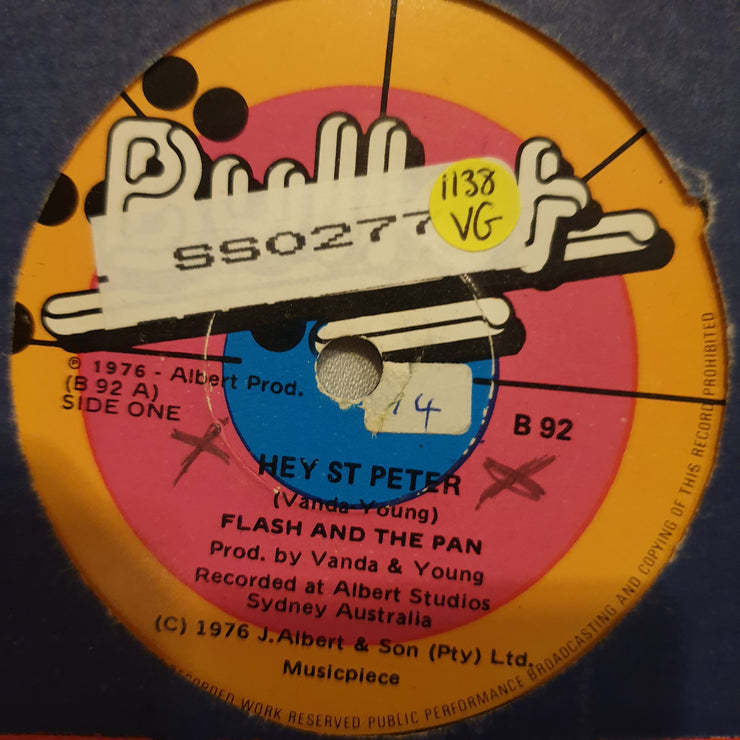 i138
VG
SS0277
℗ 1976 - Albert Prod.
(B 92 A)
SIDE ONE
14
B 92
HEY ST PETER
(Vanda Young)
FLASH AND THE PAN
Prod. by Vanda & Young
Recorded at Albert Studios
Sydney Australia
(C) 1976 J.Albert & Son (Pty) Ltd.
Musicpiece
WORK RESERVED PUBLIC PERFORMANCE BROADCASTING AND COPYING OF THIS RECORD PROHIBITED